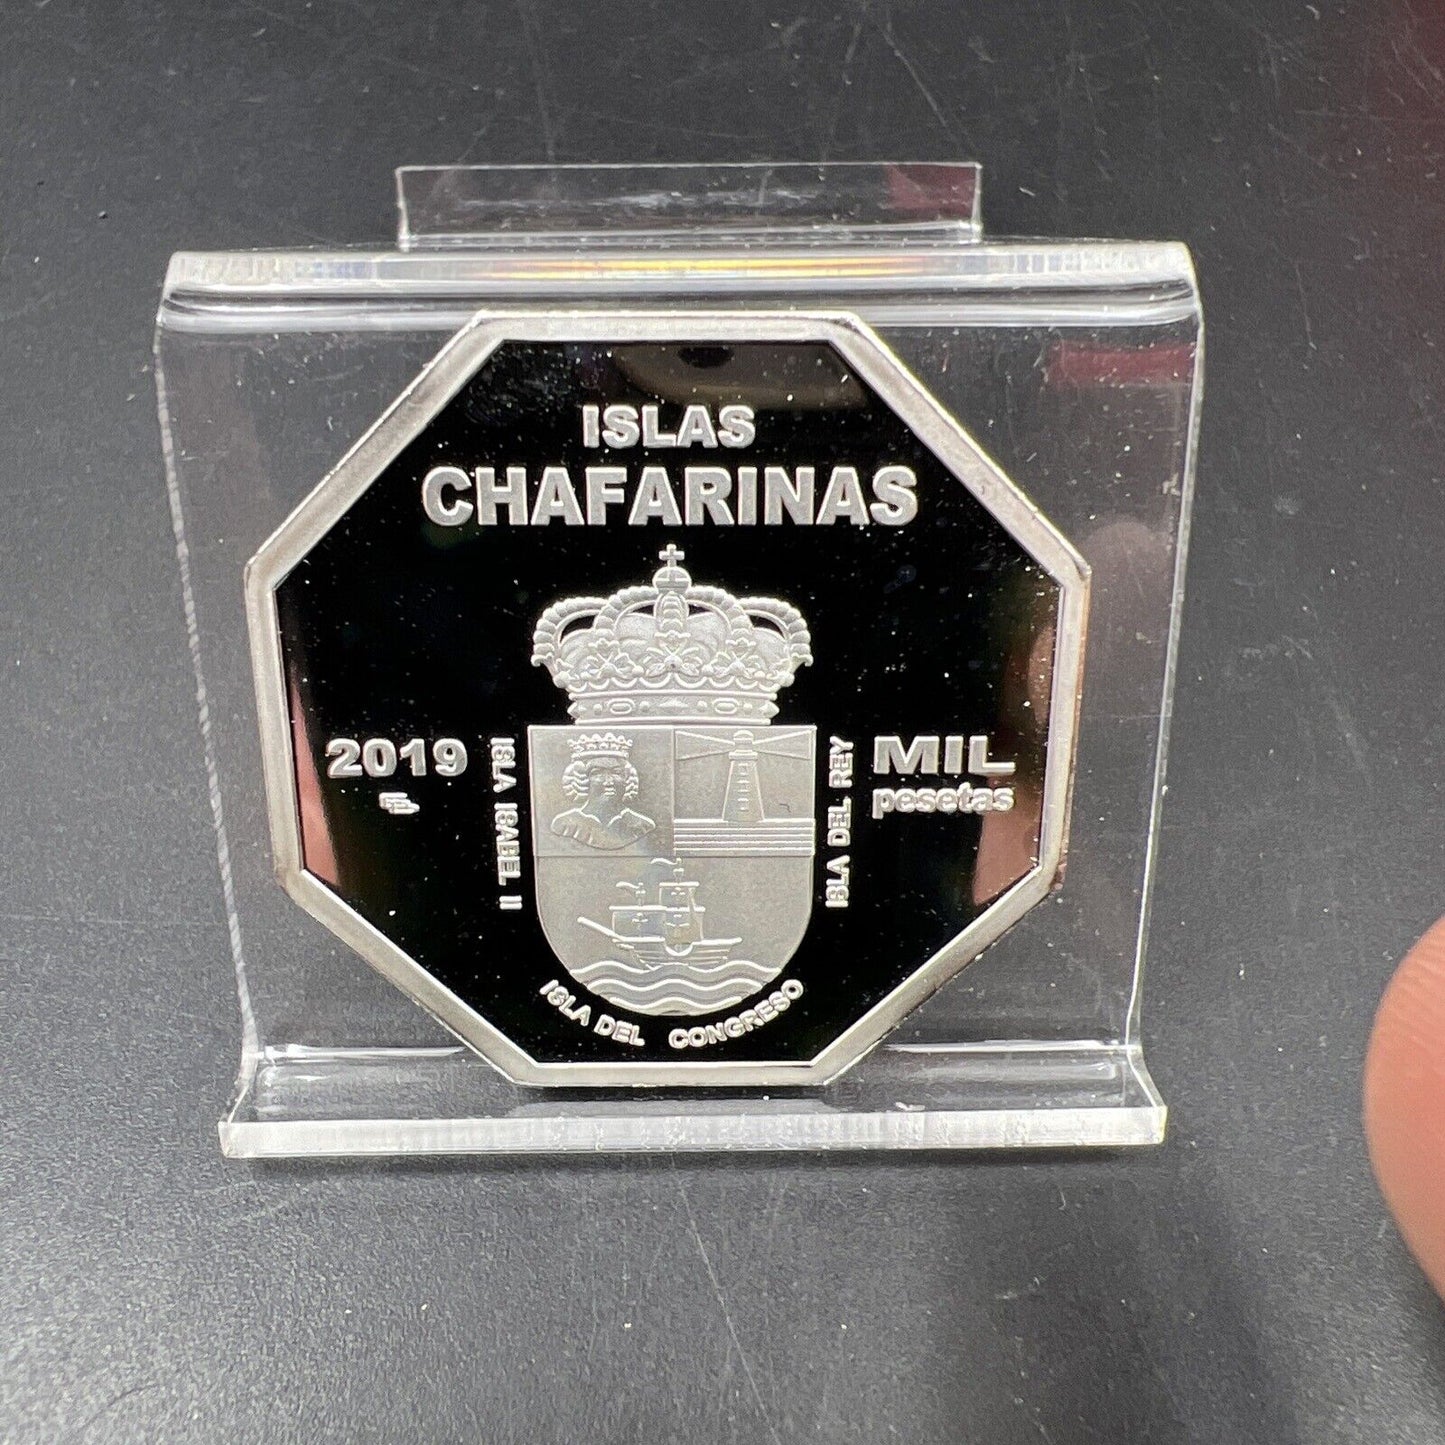 ISLAS
CHAFARINAS
2019
ISLA ISABEL II
ISLA DEL REY
MIL
pesetas
ISLA DEL CONGRESO